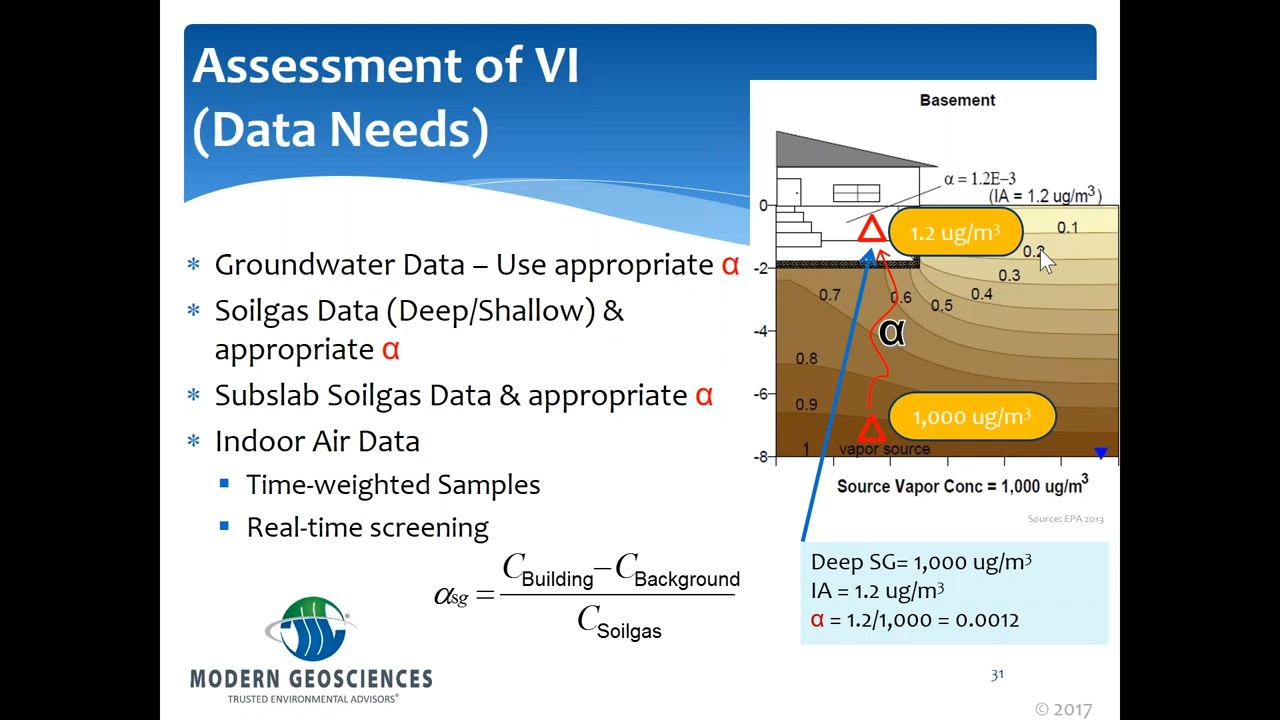 Assessment of VI
(Data Needs)
* Groundwater Data – Use appropriate α
* Soilgas Data (Deep/Shallow) &
appropriate α
* Subslab Soilgas Data & appropriate α
* Indoor Air Data
▪ Time-weighted Samples
▪ Real-time screening
αsg = (CBuilding – CBackground) / CSoilgas
MODERN GEOSCIENCES
TRUSTED ENVIRONMENTAL ADVISORS®
Basement
α = 1.2E–3
(IA = 1.2 ug/m³)
0
-2
-4
-6
-8
1.2 ug/m³
0.1
0.2
0.3
0.4
0.5
0.6
0.7
0.8
0.9
1
α
1,000 ug/m³
vapor source
Source Vapor Conc = 1,000 ug/m³
Source: EPA 2013
Deep SG= 1,000 ug/m³
IA = 1.2 ug/m³
α = 1.2/1,000 = 0.0012
31
© 2017